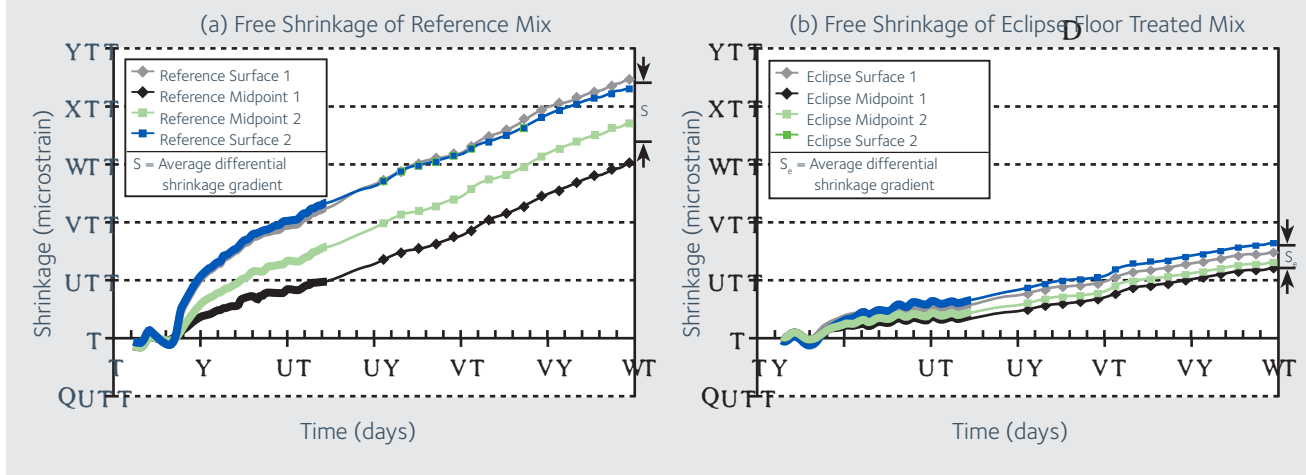 (a) Free Shrinkage of Reference Mix
YTT
XTT
WTT
VTT
UTT
T
QUTT
Shrinkage (microstrain)
Reference Surface 1
Reference Midpoint 1
Reference Midpoint 2
Reference Surface 2
S = Average differential
shrinkage gradient
S
T Y UT UY VT VY WT
Time (days)
(b) Free Shrinkage of Eclipse Floor Treated Mix
D
YTT
XTT
WTT
VTT
UTT
T
QUTT
Shrinkage (microstrain)
Eclipse Surface 1
Eclipse Midpoint 1
Eclipse Midpoint 2
Eclipse Surface 2
Se = Average differential
shrinkage gradient
Se
T Y UT UY VT VY WT
Time (days)